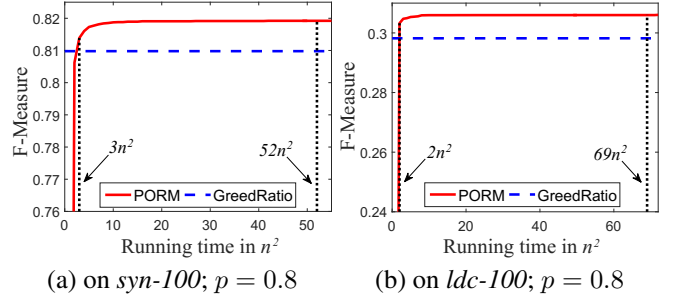 F-Measure
0.82
0.81
0.8
0.79
0.78
0.77
0.76
3n²
52n²
PORM
GreedRatio
0 10 20 30 40 50
Running time in n²
(a) on syn-100; p = 0.8
F-Measure
0.3
0.28
0.26
0.24
2n²
69n²
PORM
GreedRatio
0 20 40 60
Running time in n²
(b) on ldc-100; p = 0.8